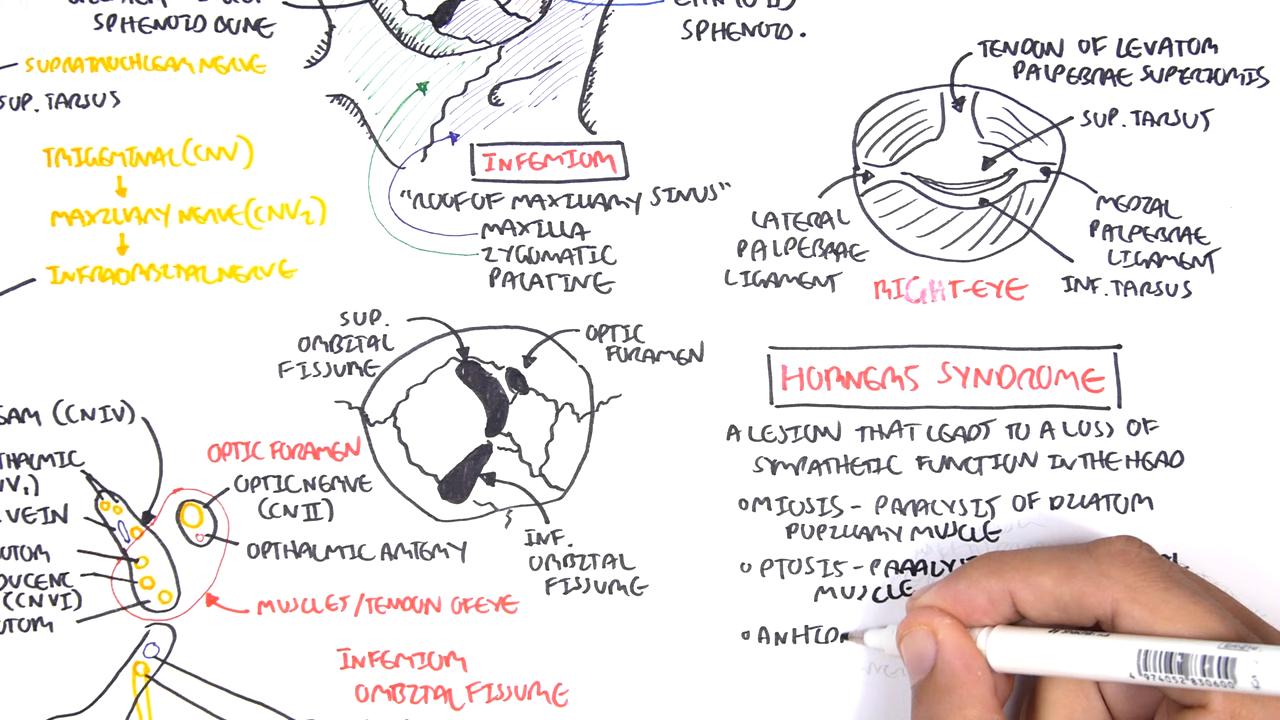 SPHENOID BONE
SUPRATROCHLEAR NERVE
SUP. TARSUS
TRIGEMINAL (CNV)
MAXILLARY NERVE (CNV2)
INFRAORBITAL NERVE
SPHENOID.
INFERIOR
"ROOF OF MAXILLARY SINUS"
MAXILLA
ZYGOMATIC
PALATINE
TENDON OF LEVATOR
PALPEBRAE SUPERIORIS
SUP. TARSUS
LATERAL
PALPEBRAE
LIGAMENT
MEDIAL
PALPEBRAE
LIGAMENT
INF. TARSUS
RIGHT-EYE
SUP.
ORBITAL
FISSURE
OPTIC
FORAMEN
INF.
ORBITAL
FISSURE
(CNIV)
VEIN
(CNVI)
OPTIC FORAMEN
OPTIC NERVE
(CNII)
OPTHALMIC ARTERY
MUSCLES/TENDON OF EYE
INFERIOR
ORBITAL FISSURE
HORNERS SYNDROME
A LESION THAT LEADS TO A LOSS OF
SYMPATHETIC FUNCTION IN THE HEAD
MIOSIS - PARALYSIS OF DILATOR
PUPILLARY MUSCLE
PTOSIS -
MUSCLE
4 974052 830600